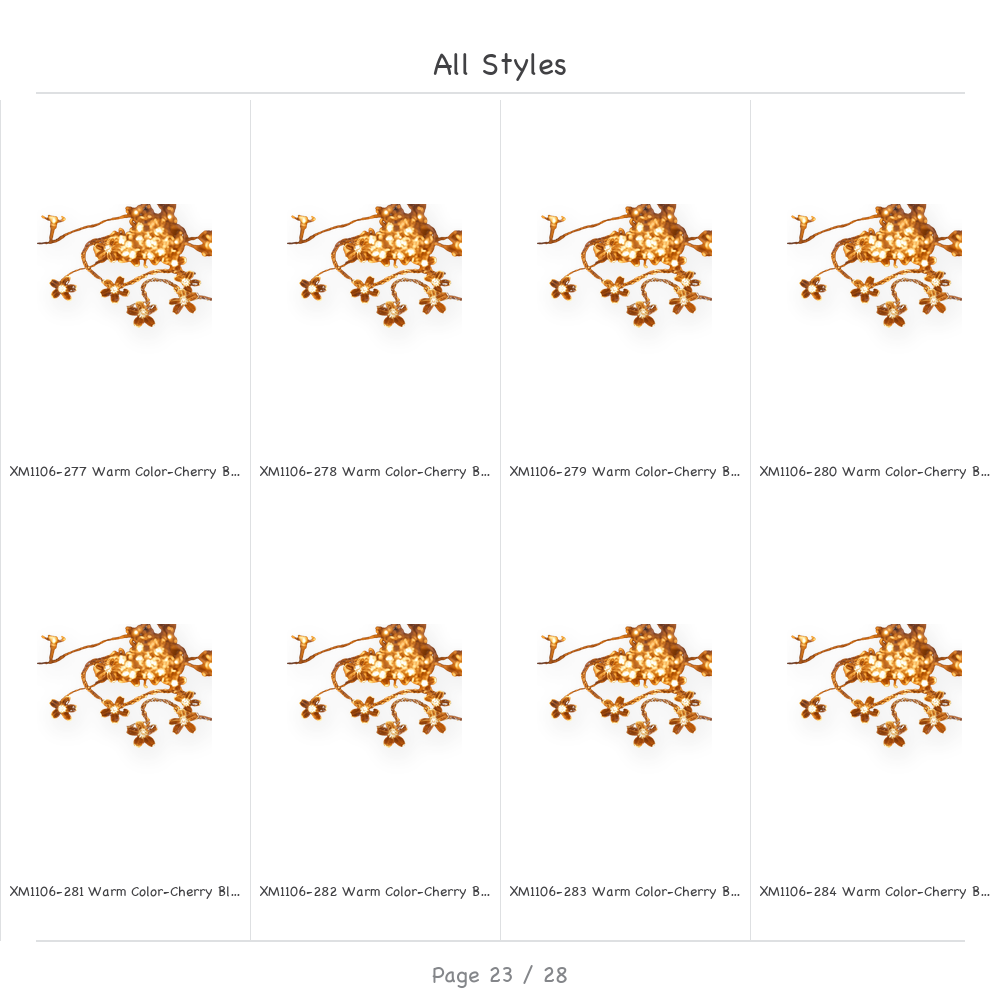 All Styles
XM1106-277 Warm Color-Cherry B...
XM1106-278 Warm Color-Cherry B...
XM1106-279 Warm Color-Cherry B...
XM1106-280 Warm Color-Cherry B...
XM1106-281 Warm Color-Cherry Bl...
XM1106-282 Warm Color-Cherry B...
XM1106-283 Warm Color-Cherry B...
XM1106-284 Warm Color-Cherry B...
Page 23 / 28